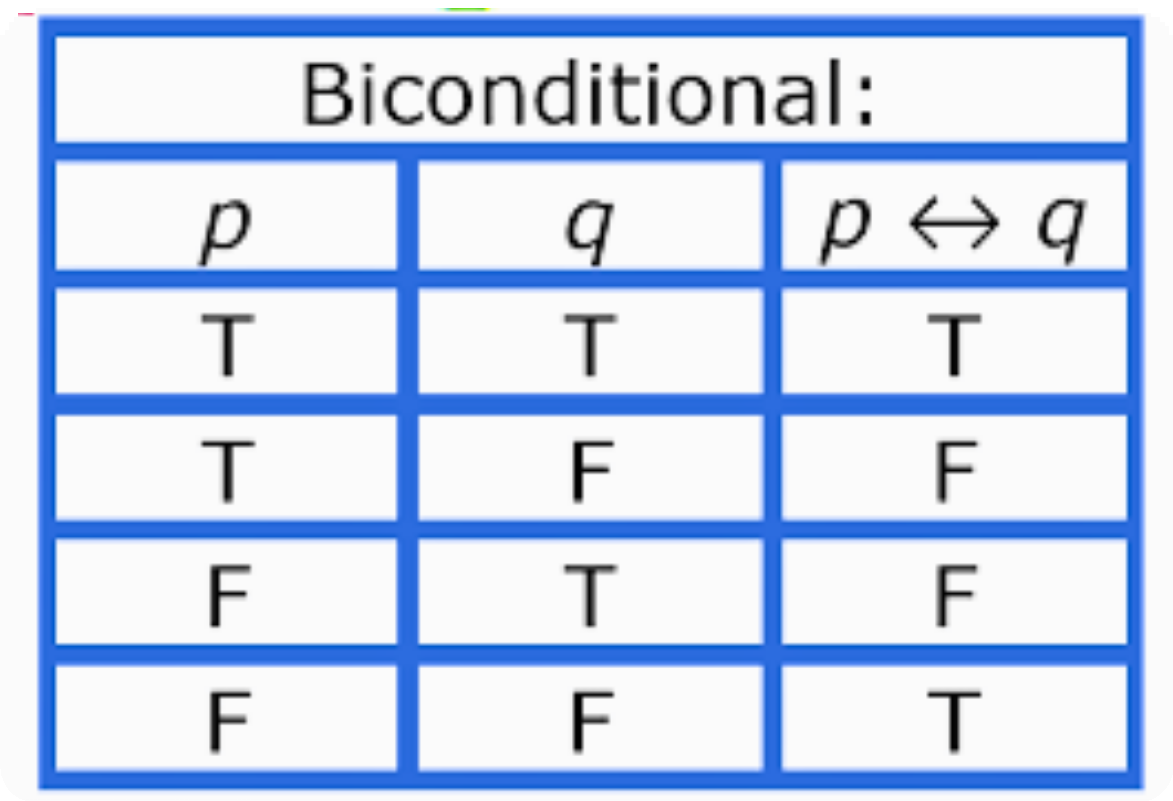 Biconditional:
p q p ↔ q
T T T
T F F
F T F
F F T